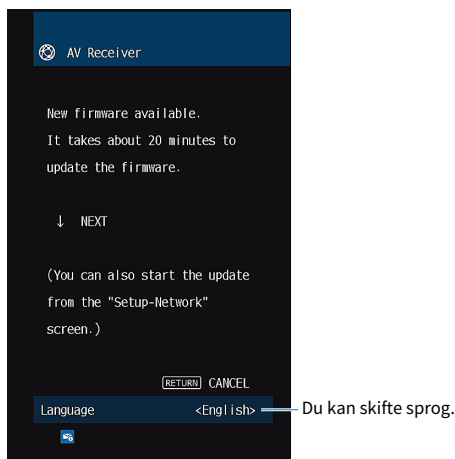 AV Receiver
New firmware available.
It takes about 20 minutes to
update the firmware.
↓ NEXT
(You can also start the update
from the "Setup-Network"
screen.)
RETURN CANCEL
Language <English>
Du kan skifte sprog.